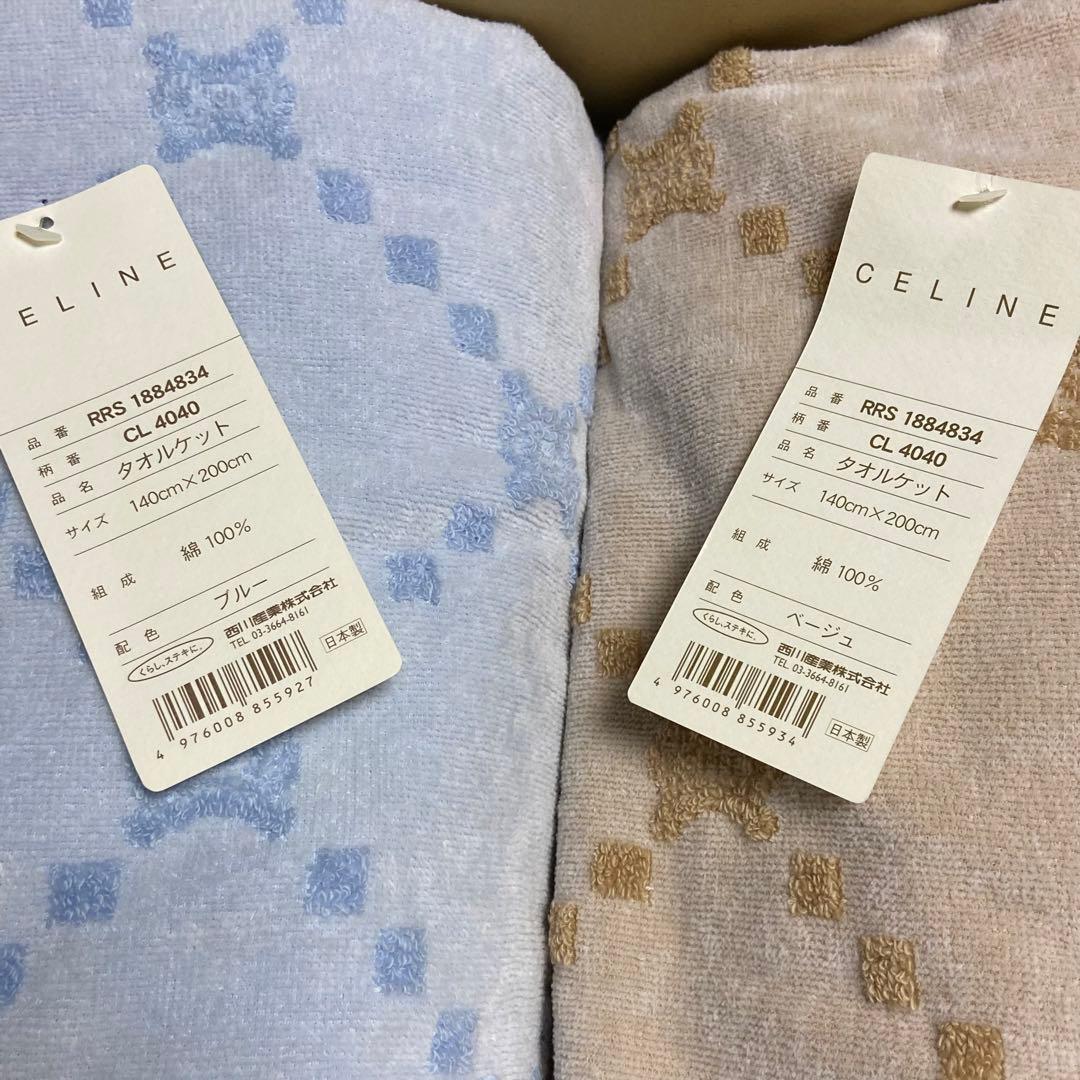 ELINE
品番 RRS 1884834
柄番 CL 4040
品名 タオルケット
サイズ 140cm×200cm
組成 綿 100%
配色 ブルー
くらし、ステキに。
西川産業株式会社
TEL 03-3664-8161
日本製
4 976008 855927
CELINE
品番 RRS 1884834
柄番 CL 4040
品名 タオルケット
サイズ 140cm×200cm
組成 綿 100%
配色 ベージュ
くらし、ステキに。
西川産業株式会社
TEL 03-3664-8161
4 976008 855934
日本製